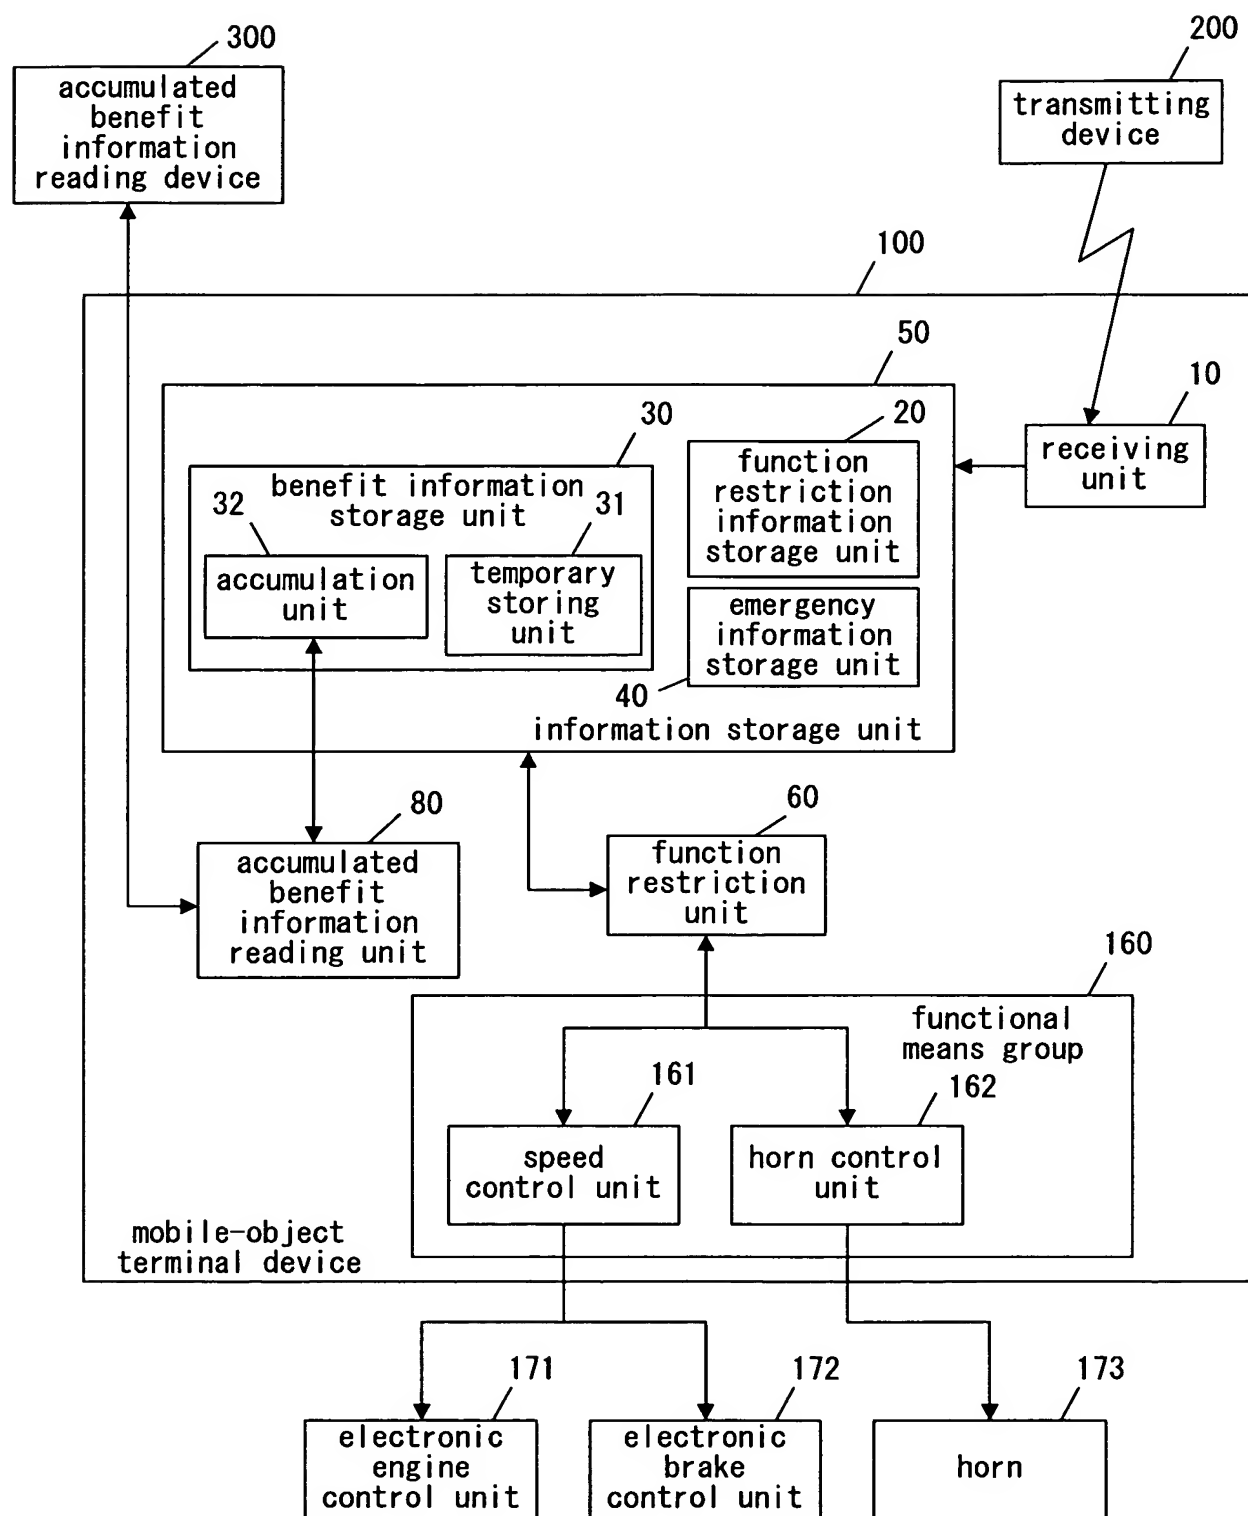 300
200
accumulated
benefit
information
reading device
transmitting
device
100
50
10
30
20
receiving
unit
benefit information
storage unit
function
restriction
information
storage unit
32
31
accumulation
unit
temporary
storing
unit
emergency
information
storage unit
40
information storage unit
80
60
accumulated
benefit
information
reading unit
function
restriction
unit
160
functional
means group
161
162
speed
control unit
horn control
unit
mobile-object
terminal device
171
172
173
electronic
engine
control unit
electronic
brake
control unit
horn